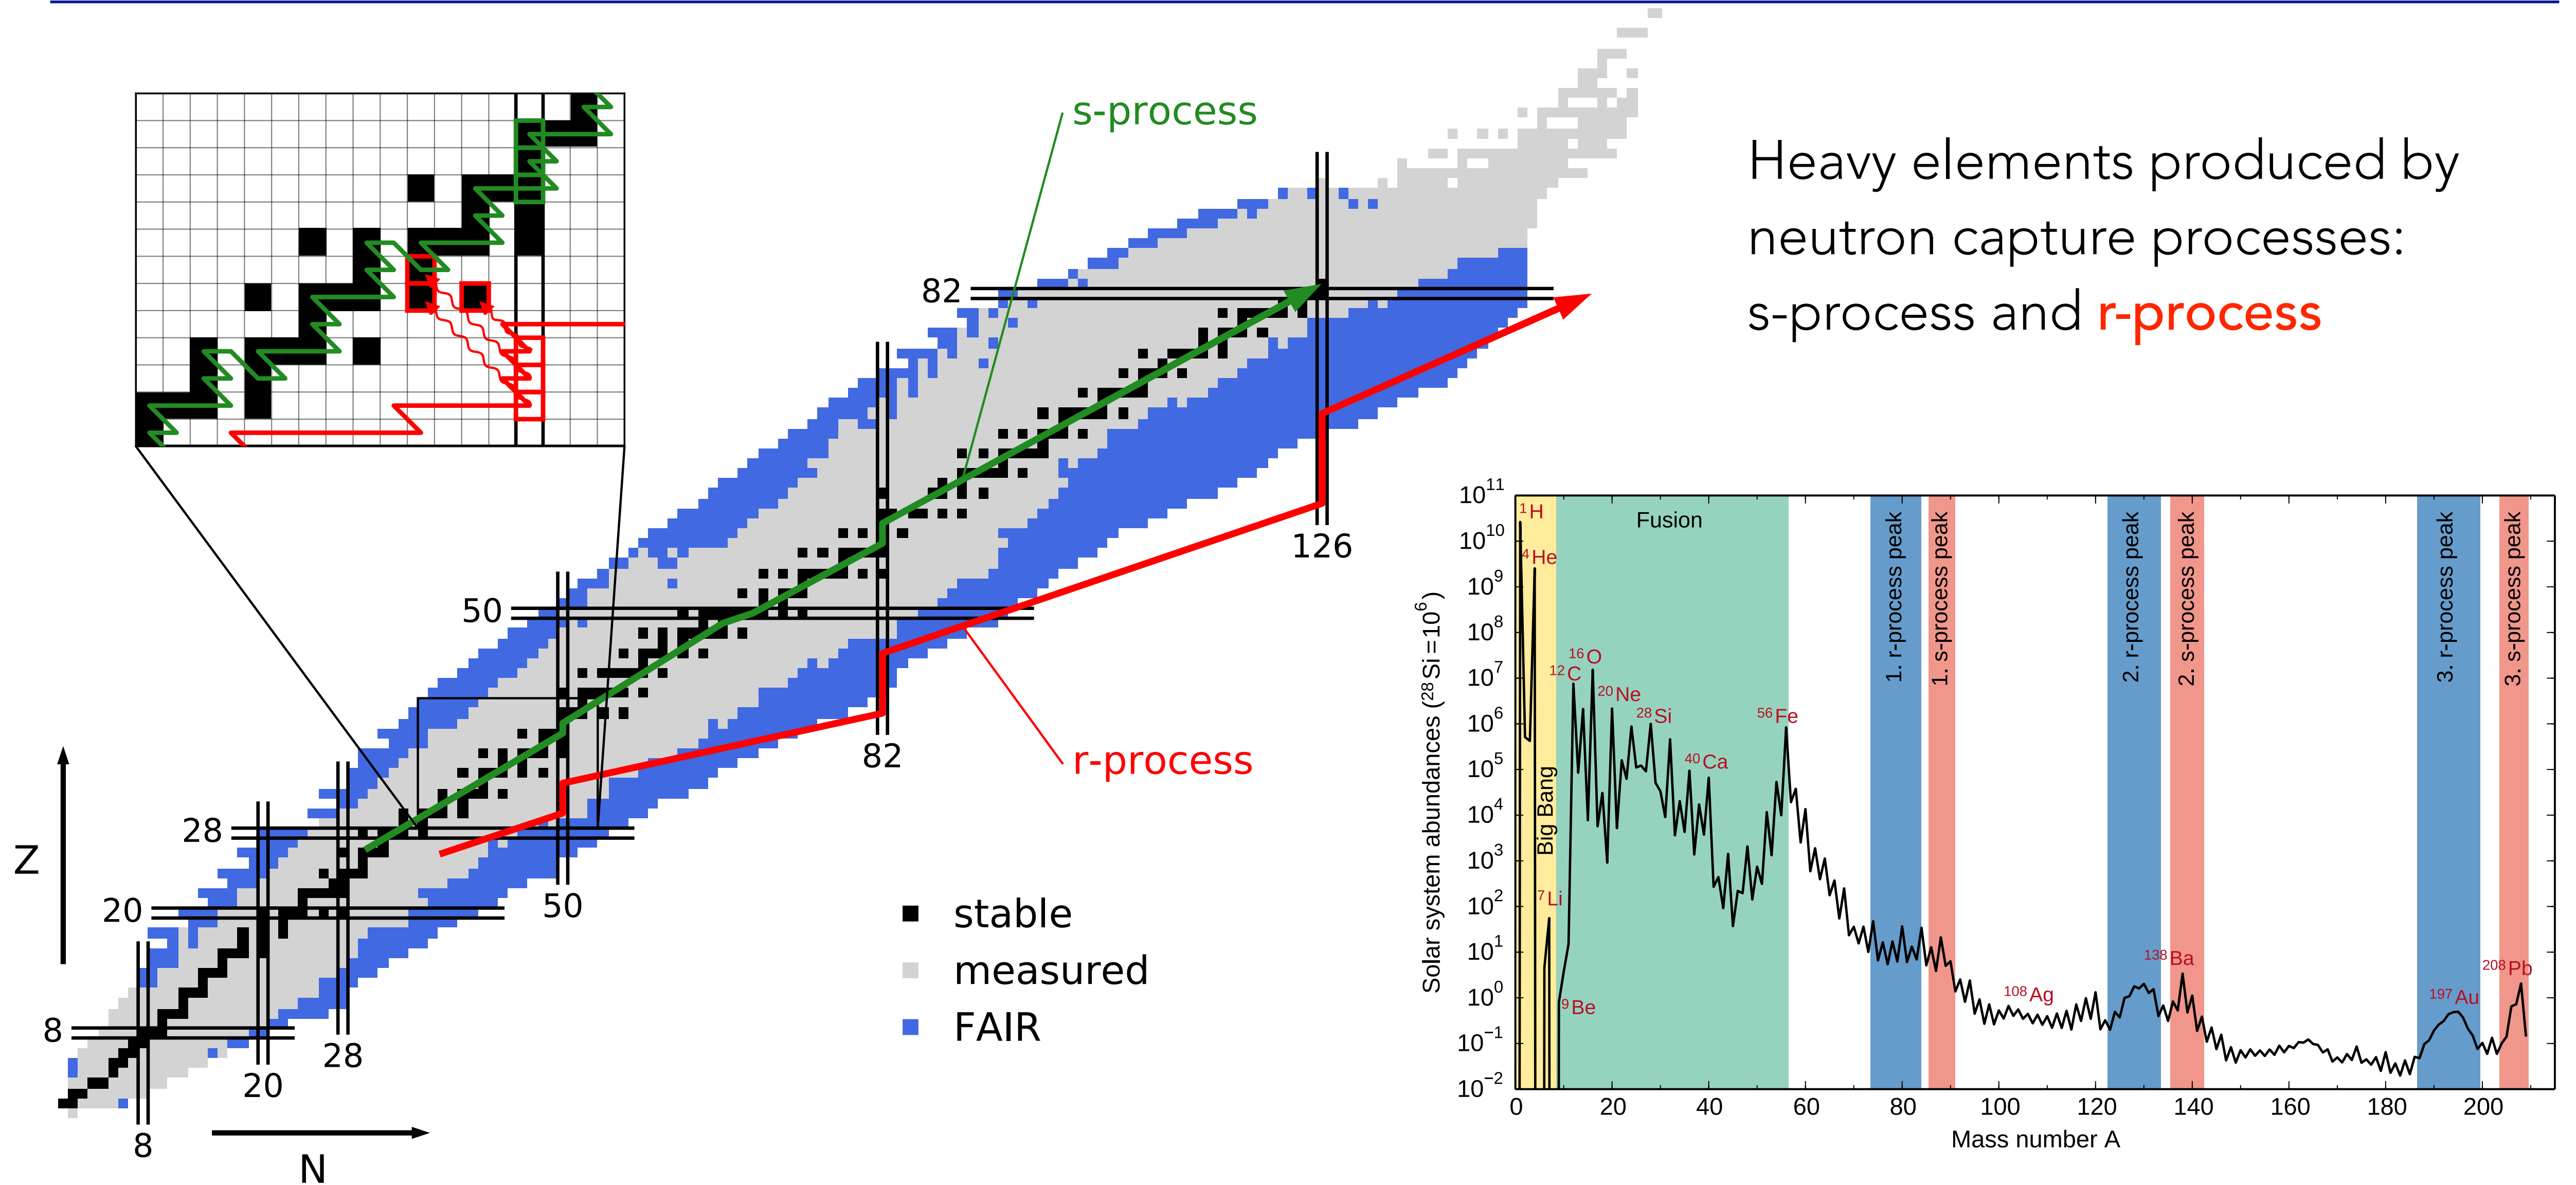 s-process
Heavy elements produced by
neutron capture processes:
s-process and r-process
82
126
50
82
r-process
28
50
20
28
8
20
8
Z
N
stable
measured
FAIR
Solar system abundances (²⁸Si=10⁶)
10¹¹
10¹⁰
10⁹
10⁸
10⁷
10⁶
10⁵
10⁴
10³
10²
10¹
10⁰
10⁻¹
10⁻²
¹H
⁴He
⁷Li
⁹Be
Big Bang
Fusion
¹²C
¹⁶O
²⁰Ne
²⁸Si
⁴⁰Ca
⁵⁶Fe
1. r-process peak
1. s-process peak
¹⁰⁸Ag
2. r-process peak
2. s-process peak
¹³⁸Ba
3. r-process peak
¹⁹⁷Au
3. s-process peak
²⁰⁸Pb
0 20 40 60 80 100 120 140 160 180 200
Mass number A